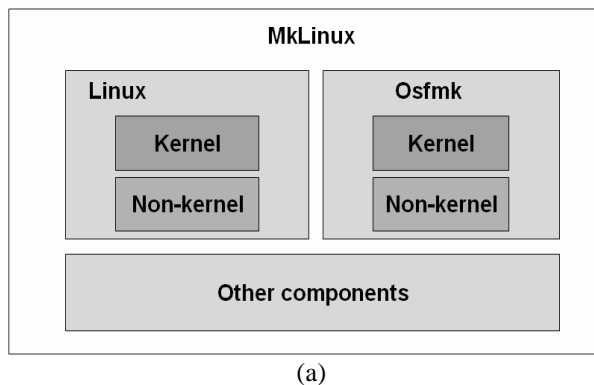 MkLinux
Linux Osfmk
Kernel Kernel
Non-kernel Non-kernel
Other components
(a)